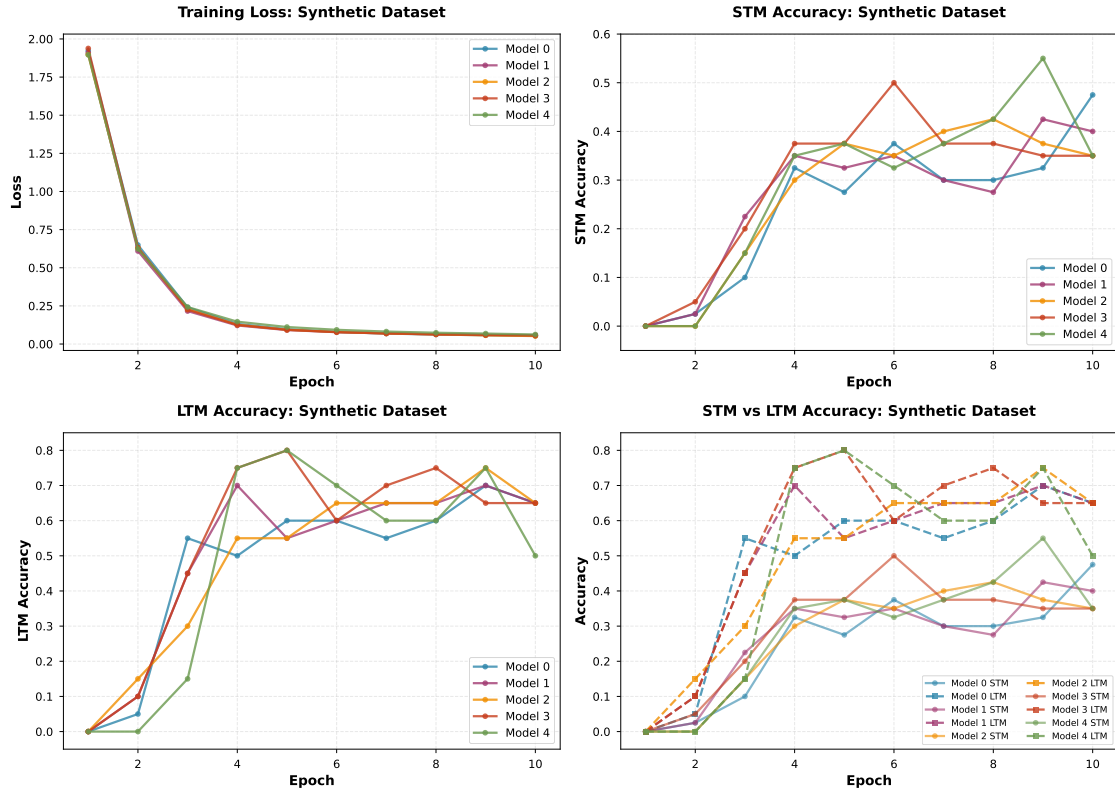 Training Loss: Synthetic Dataset
2.00
1.75
1.50
1.25
1.00
0.75
0.50
0.25
0.00
Loss
2
4
6
8
10
Epoch
Model 0
Model 1
Model 2
Model 3
Model 4
STM Accuracy: Synthetic Dataset
0.6
0.5
0.4
0.3
0.2
0.1
0.0
STM Accuracy
2
4
6
8
10
Epoch
Model 0
Model 1
Model 2
Model 3
Model 4
LTM Accuracy: Synthetic Dataset
0.8
0.7
0.6
0.5
0.4
0.3
0.2
0.1
0.0
LTM Accuracy
2
4
6
8
10
Epoch
Model 0
Model 1
Model 2
Model 3
Model 4
STM vs LTM Accuracy: Synthetic Dataset
0.8
0.7
0.6
0.5
0.4
0.3
0.2
0.1
0.0
Accuracy
2
4
6
8
10
Epoch
Model 0 STM
Model 0 LTM
Model 1 STM
Model 1 LTM
Model 2 STM
Model 2 LTM
Model 3 STM
Model 3 LTM
Model 4 STM
Model 4 LTM